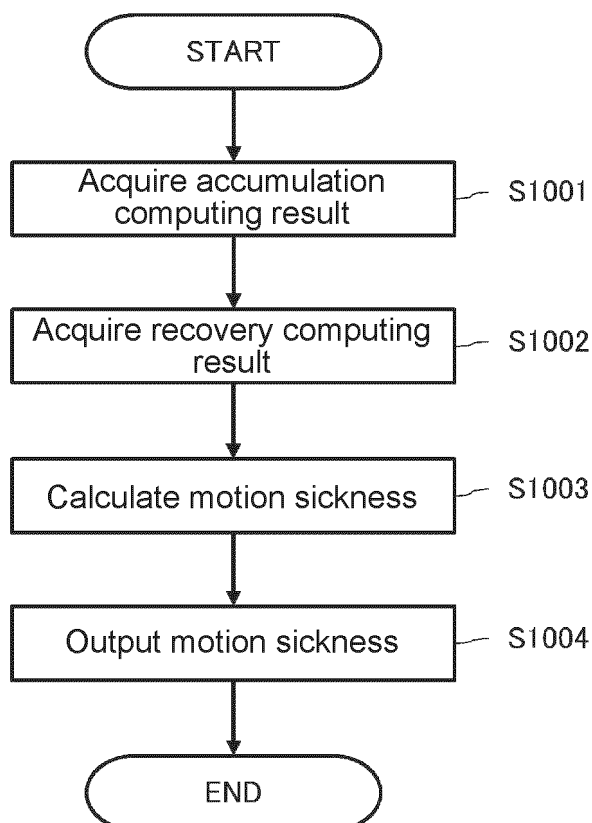 START
Acquire accumulation
computing result
S1001
Acquire recovery computing
result
S1002
Calculate motion sickness
S1003
Output motion sickness
S1004
END